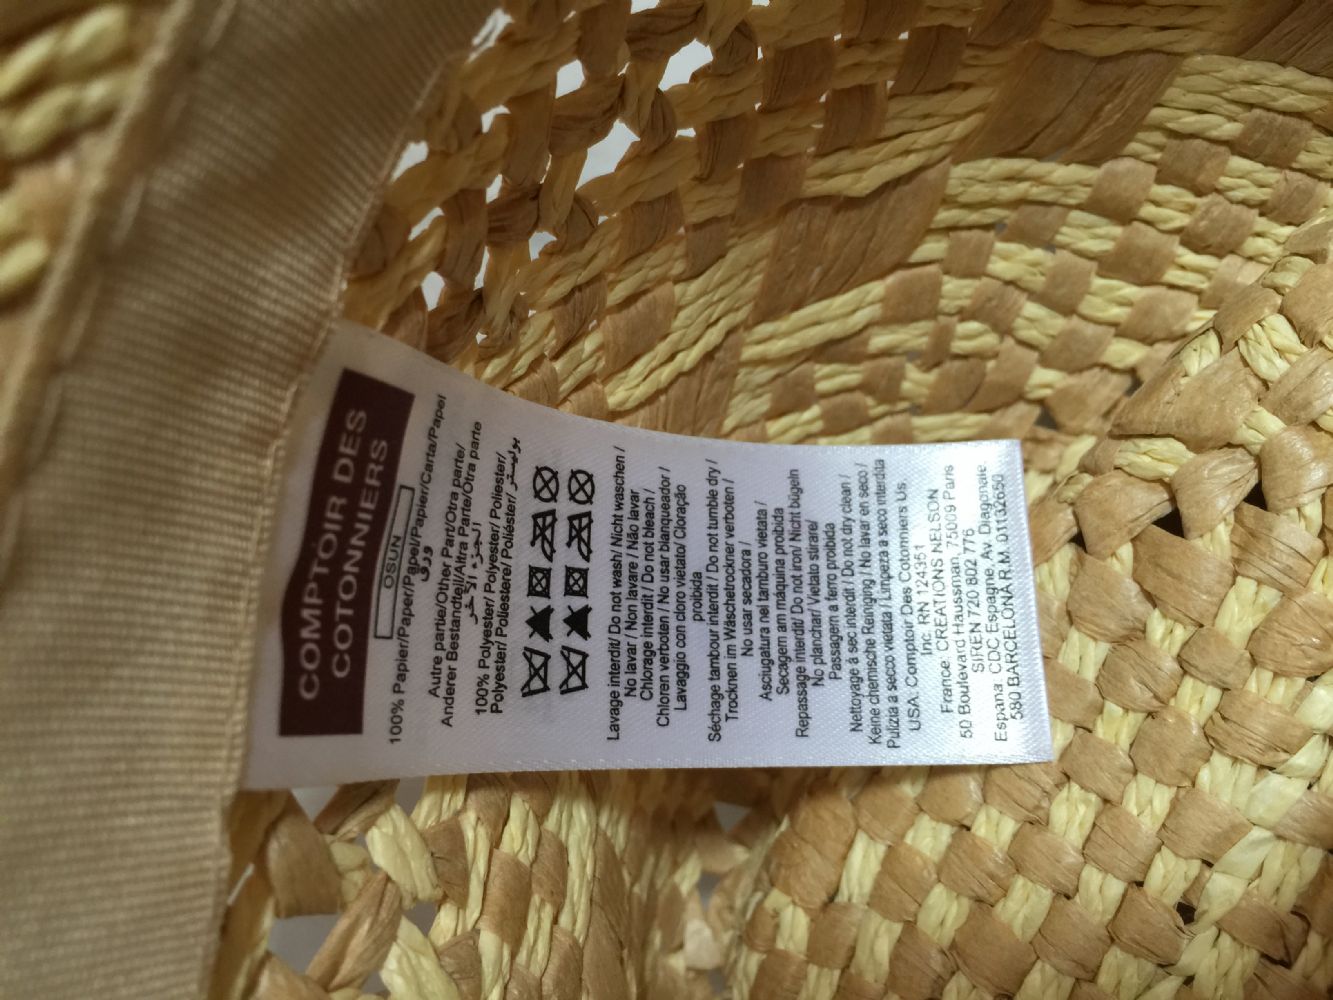 COMPTOIR DES
COTONNIERS
OSUN
100% Papier/Paper/Papel/Papier/Carta/Papel
ورق
Autre partie/Other Part/Otra parte/
Anderer Bestandteil/Altra Parte/Otra parte
الجزء الآخر
100% Polyester/ Polyester/ Poliester/
Polyester/ Poliestere/ Poliéster/ بوليستر
Lavage interdit/ Do not wash/ Nicht waschen /
No lavar / Non lavare / Não lavar
Chlorage interdit / Do not bleach /
Chloren verboten / No usar blanqueador /
Lavaggio con cloro vietato/ Cloração
proibida
Séchage tambour interdit / Do not tumble dry /
Trocknen im Wäschetrockner verboten /
No usar secadora /
Asciugatura nel tamburo vietata /
Secagem am máquina proibida
Repassage interdit/ Do not iron/ Nicht bügeln
No planchar/ Vietato stirare/
Passagem a ferro proibida
Nettoyage à sec interdit / Do not dry clean /
Keine chemische Reinging / No lavar en seco /
Pulizia a secco vietata / Limpeza a seco interdita
USA. Comptoir Des Cotonniers Us
Inc. RN 124351
France: CREATIONS NELSON
50 Boulevard Haussman, 75009 Paris
SIREN 720 802 776
Espana: CDC Espagne Av. Diagonale.
580 BARCELONA R.M. 01132650